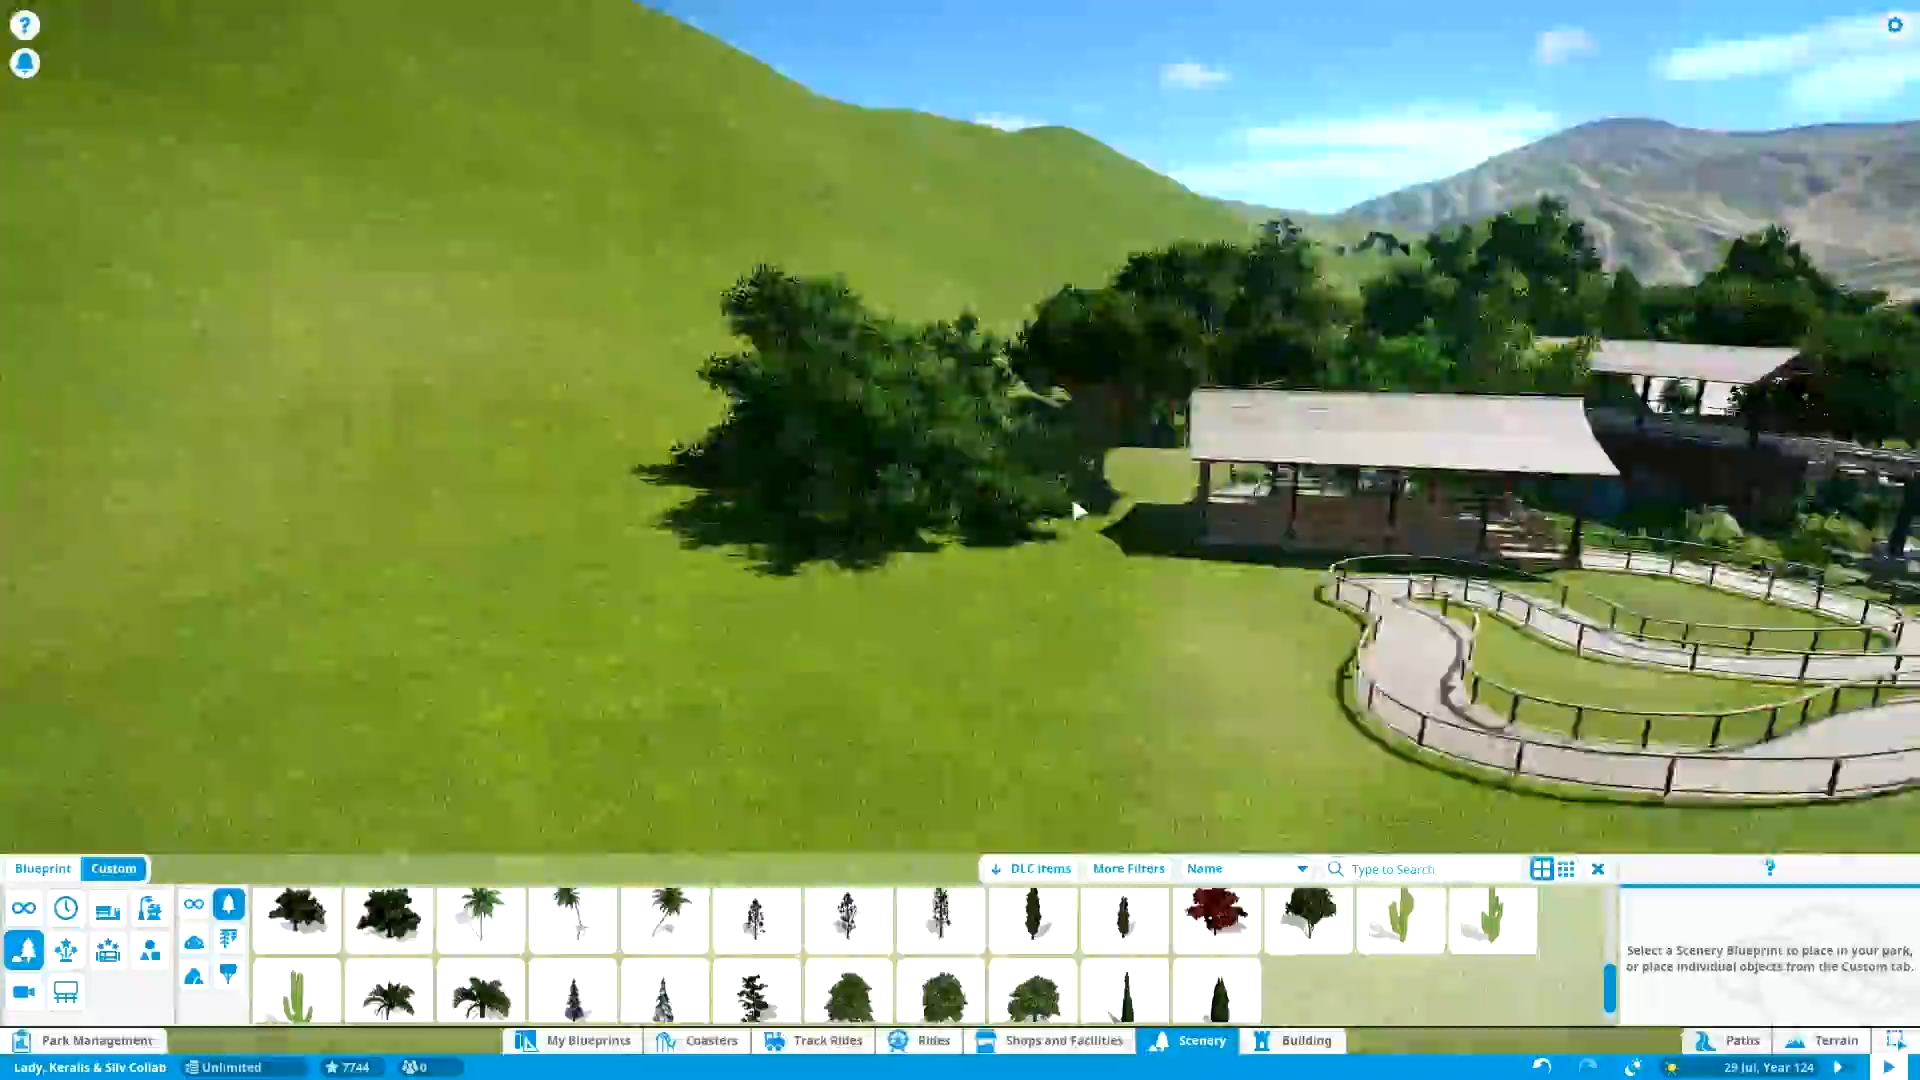 ?
Blueprint Custom
DLC Items More Filters Name Type to Search ?
Select a Scenery Blueprint to place in your park,
or place individual objects from the Custom tab.
Park Management My Blueprints Coasters Track Rides Rides Shops and Facilities Scenery Building Paths Terrain
Lady, Keralis & Silv Collab Unlimited 7744 0 29 Jul, Year 124